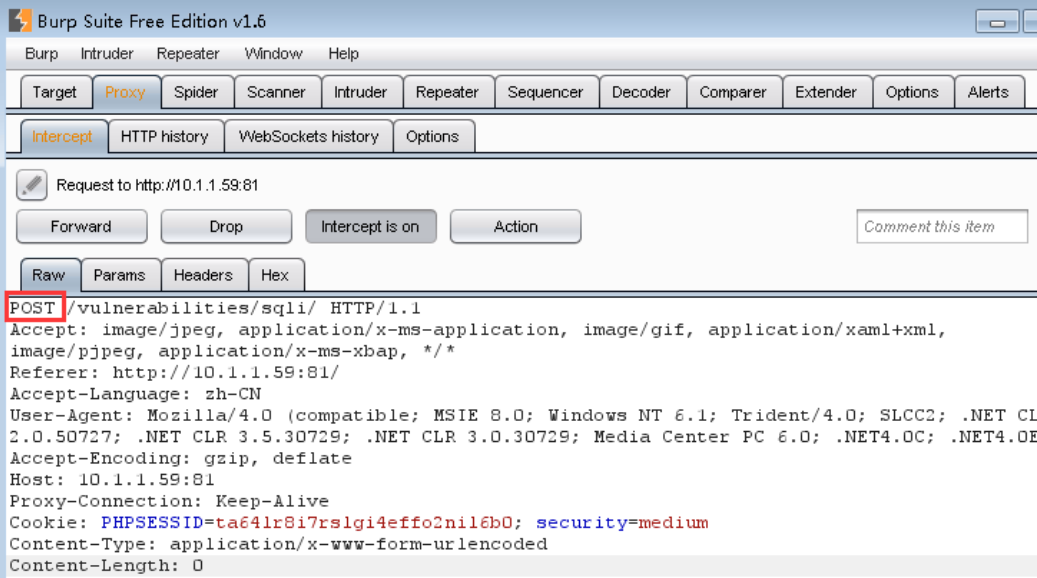 Burp Suite Free Edition v1.6
Burp Intruder Repeater Window Help
Target Proxy Spider Scanner Intruder Repeater Sequencer Decoder Comparer Extender Options Alerts
Intercept HTTP history WebSockets history Options
Request to http://10.1.1.59:81
Forward Drop Intercept is on Action Comment this item
Raw Params Headers Hex
POST /vulnerabilities/sqli/ HTTP/1.1
Accept: image/jpeg, application/x-ms-application, image/gif, application/xaml+xml,
image/pjpeg, application/x-ms-xbap, */*
Referer: http://10.1.1.59:81/
Accept-Language: zh-CN
User-Agent: Mozilla/4.0 (compatible; MSIE 8.0; Windows NT 6.1; Trident/4.0; SLCC2; .NET CL
2.0.50727; .NET CLR 3.5.30729; .NET CLR 3.0.30729; Media Center PC 6.0; .NET4.0C; .NET4.0E
Accept-Encoding: gzip, deflate
Host: 10.1.1.59:81
Proxy-Connection: Keep-Alive
Cookie: PHPSESSID=ta64lr8i7rslgi4effo2nil6b0; security=medium
Content-Type: application/x-www-form-urlencoded
Content-Length: 0